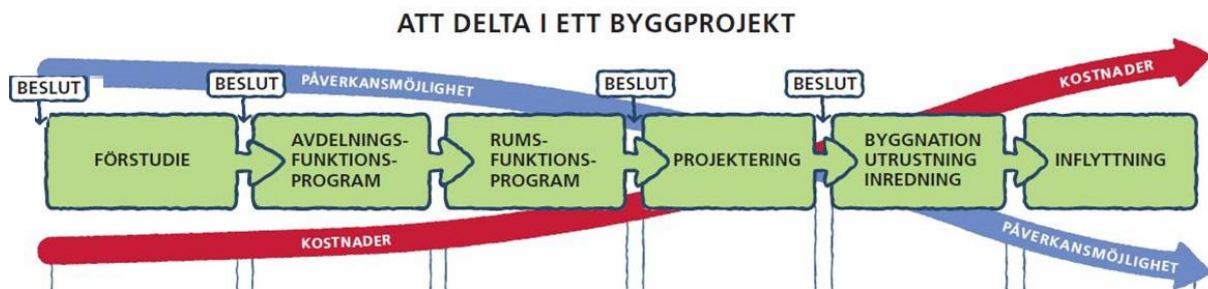 ATT DELTA I ETT BYGGPROJEKT
BESLUT
BESLUT
PÅVERKANSMÖJLIGHET
BESLUT
BESLUT
KOSTNADER
FÖRSTUDIE
AVDELNINGS-
FUNKTIONS-
PROGRAM
RUMS-
FUNKTIONS-
PROGRAM
PROJEKTERING
BYGGNATION
UTRUSTNING
INREDNING
INFLYTTNING
KOSTNADER
PÅVERKANSMÖJLIGHET